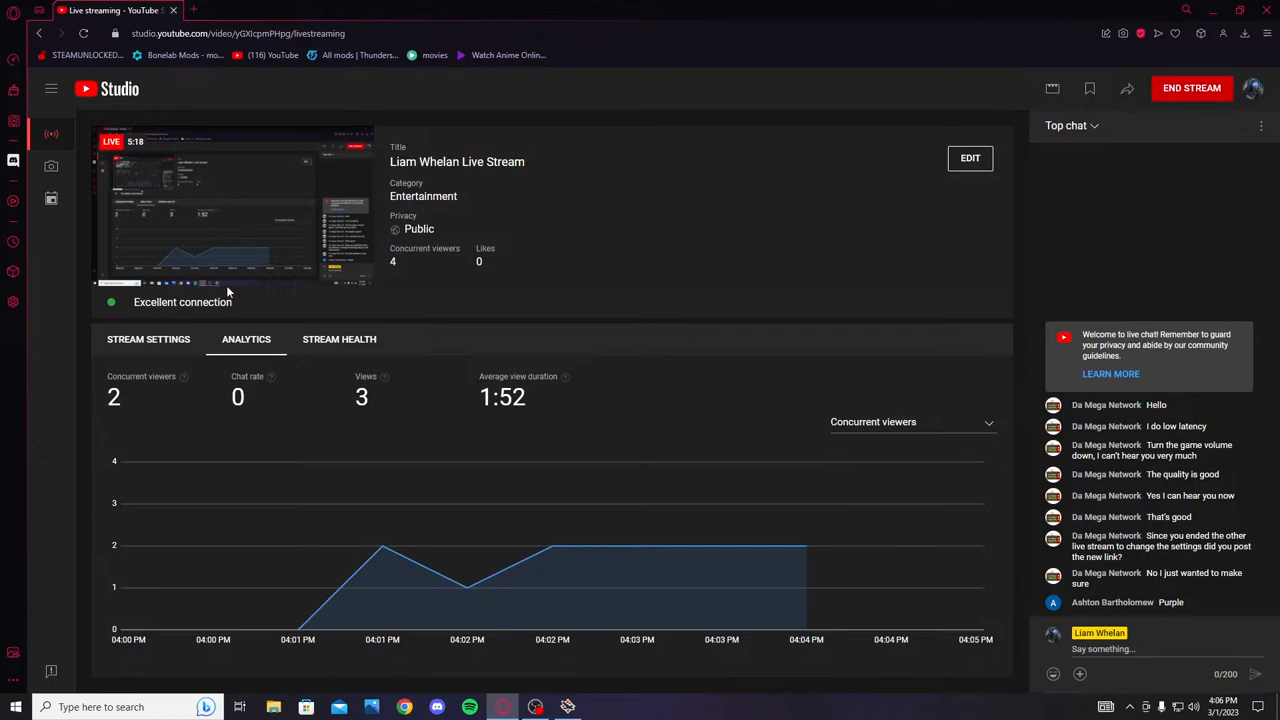 Live streaming - YouTube S
studio.youtube.com/video/yGXIcpmPHpg/livestreaming
STEAMUNLOCKED...
Bonelab Mods - mo...
(116) YouTube
All mods | Thunders...
movies
Watch Anime Onlin...
Studio
END STREAM
LIVE 5:18
Title
Liam Whelan Live Stream
EDIT
Category
Entertainment
Privacy
Public
Concurrent viewers
4
Likes
0
Excellent connection
STREAM SETTINGS
ANALYTICS
STREAM HEALTH
Concurrent viewers
2
Chat rate
0
Views
3
Average view duration
1:52
Concurrent viewers
4
3
2
1
0
04:00 PM 04:00 PM 04:01 PM 04:01 PM 04:02 PM 04:02 PM 04:03 PM 04:03 PM 04:04 PM 04:04 PM 04:05 PM
Top chat
Welcome to live chat! Remember to guard
your privacy and abide by our community
guidelines.
LEARN MORE
Da Mega Network Hello
Da Mega Network I do low latency
Da Mega Network Turn the game volume
down, I can't hear you very much
Da Mega Network The quality is good
Da Mega Network Yes I can hear you now
Da Mega Network That's good
Da Mega Network Since you ended the other
live stream to change the settings did you post
the new link?
Da Mega Network No I just wanted to make
sure
A Ashton Bartholomew Purple
Liam Whelan
Say something...
0/200
Type here to search
4:06 PM
3/1/2023